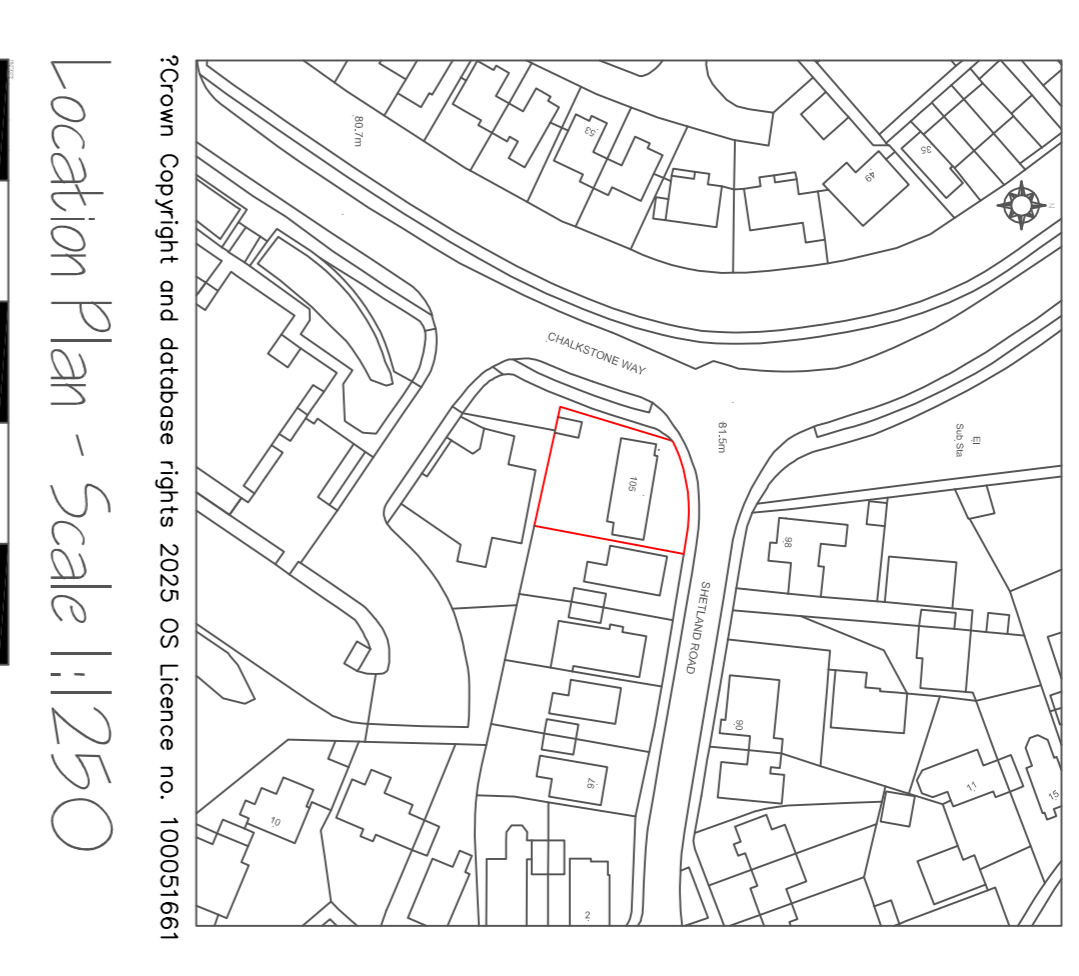 Location Plan - Scale 1:1250
?Crown Copyright and database rights 2025 OS Licence no. 100051661
80.7m
53
49
35
N
CHALKSTONE WAY
81.5m
El
Sub Sta
105
98
SHETLAND ROAD
90
97
11
15
10
2